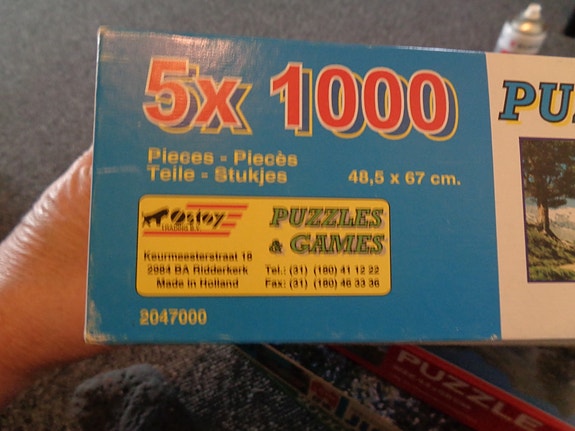 5x 1000
Pieces - Piecès
Teile - Stukjes
48,5 x 67 cm.
TRADING B.V.
PUZZLES
& GAMES
Keurmeesterstraat 18
2984 BA Ridderkerk
Made in Holland
Tel.: (31) (180) 41 12 22
Fax: (31) (180) 46 33 36
2047000
PU
PUZZLE